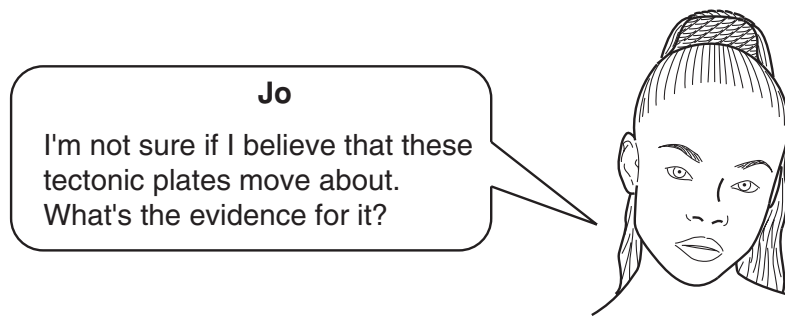 Jo
I'm not sure if I believe that these
tectonic plates move about.
What's the evidence for it?